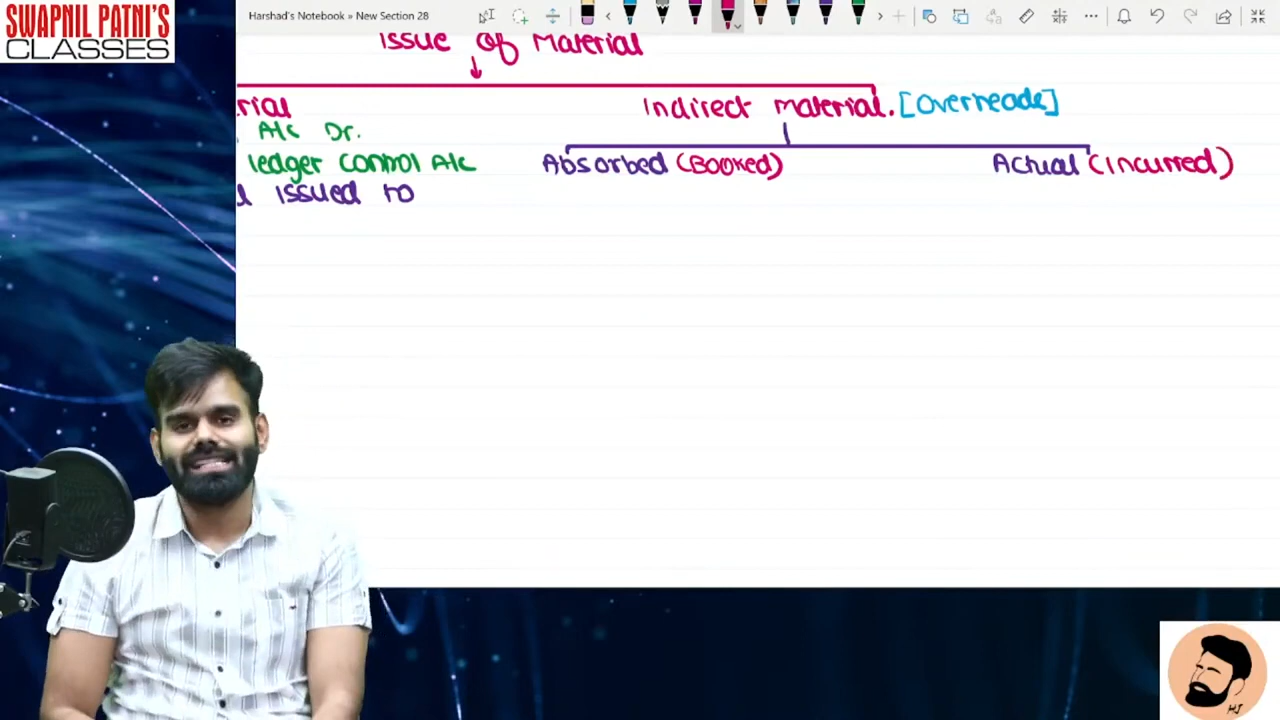 SWAPNIL PATNI'S
CLASSES
Harshad's Notebook » New Section 28
Issue of Material
rial
Indirect material. [Overheads]
A/c Dr.
ledger control A/c
Absorbed (Booked)
Actual (Incurred)
l issued to
HJ